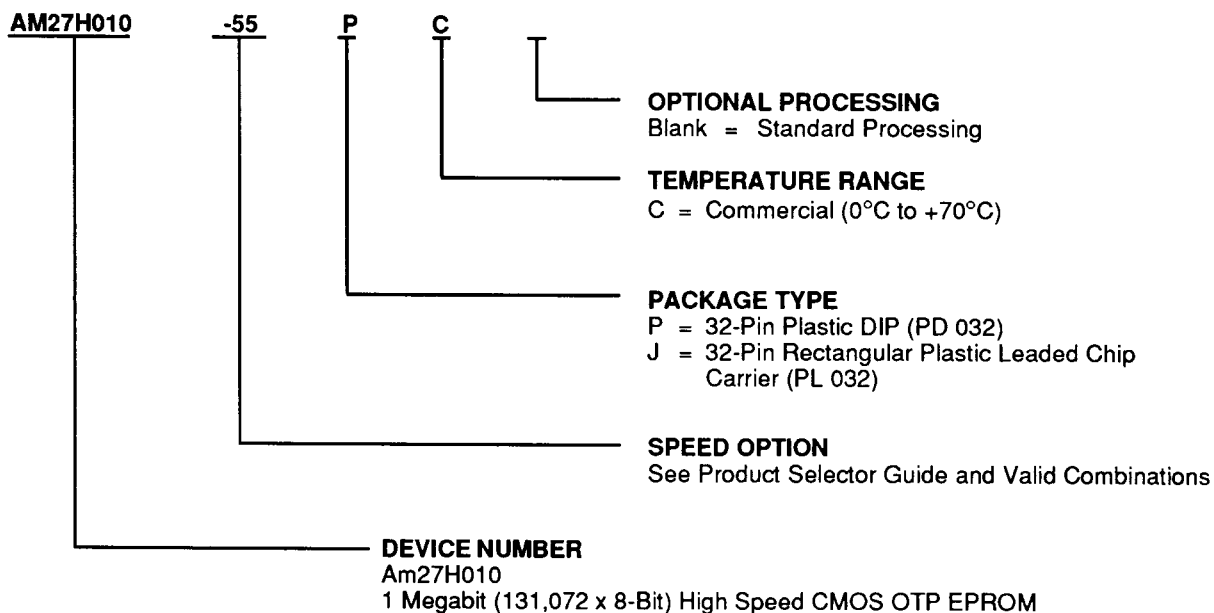 AM27H010 -55 P C
OPTIONAL PROCESSING
Blank = Standard Processing
TEMPERATURE RANGE
C = Commercial (0°C to +70°C)
PACKAGE TYPE
P = 32-Pin Plastic DIP (PD 032)
J = 32-Pin Rectangular Plastic Leaded Chip
Carrier (PL 032)
SPEED OPTION
See Product Selector Guide and Valid Combinations
DEVICE NUMBER
Am27H010
1 Megabit (131,072 x 8-Bit) High Speed CMOS OTP EPROM